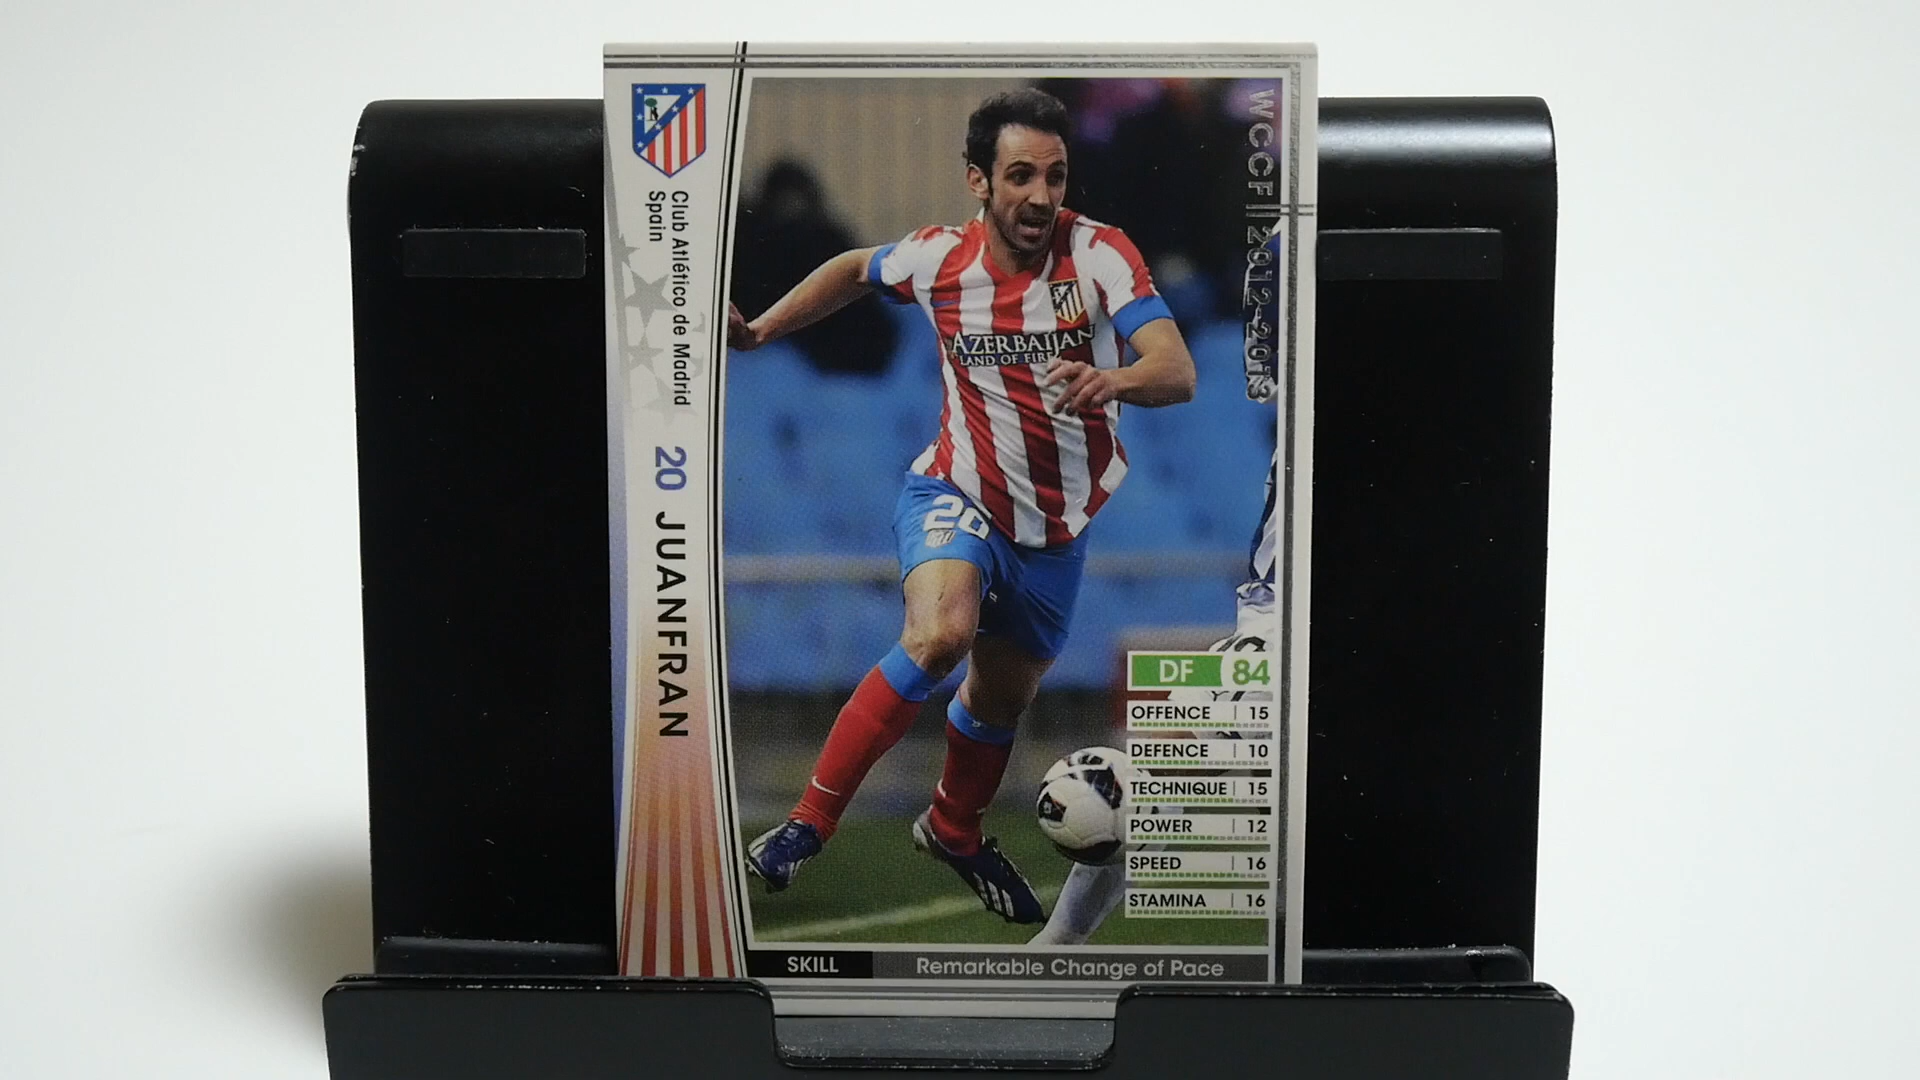 Club Atlético de Madrid
Spain
20 JUANFRAN
WCCF 2012-2013
AZERBAIJAN
LAND OF FIRE
20
DF 84
OFFENCE 15
DEFENCE 10
TECHNIQUE 15
POWER 12
SPEED 16
STAMINA 16
SKILL Remarkable Change of Pace